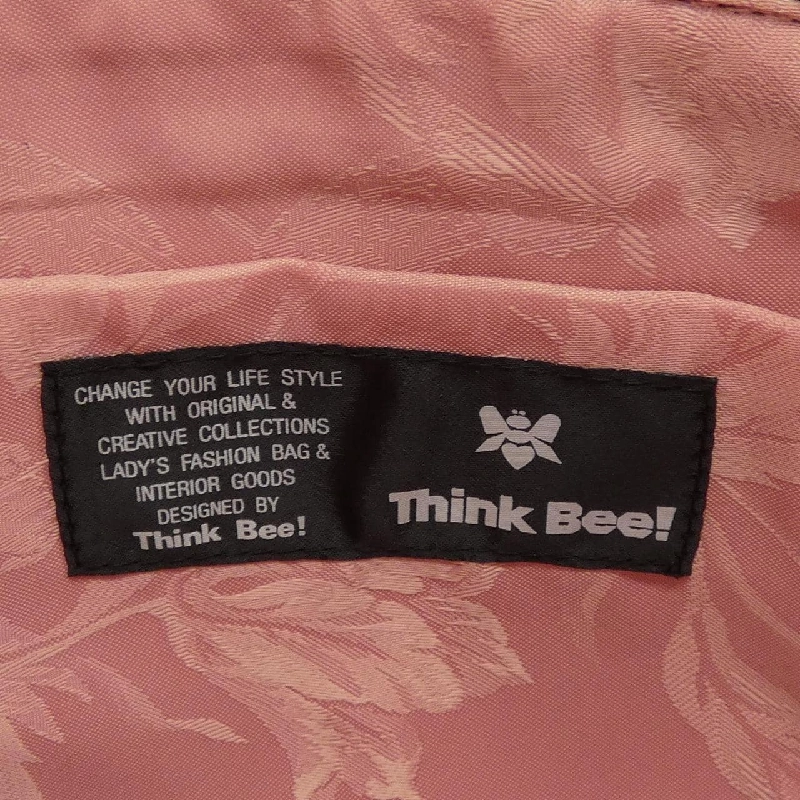 CHANGE YOUR LIFE STYLE
WITH ORIGINAL &
CREATIVE COLLECTIONS
LADY'S FASHION BAG &
INTERIOR GOODS
DESIGNED BY
Think Bee!
Think Bee!